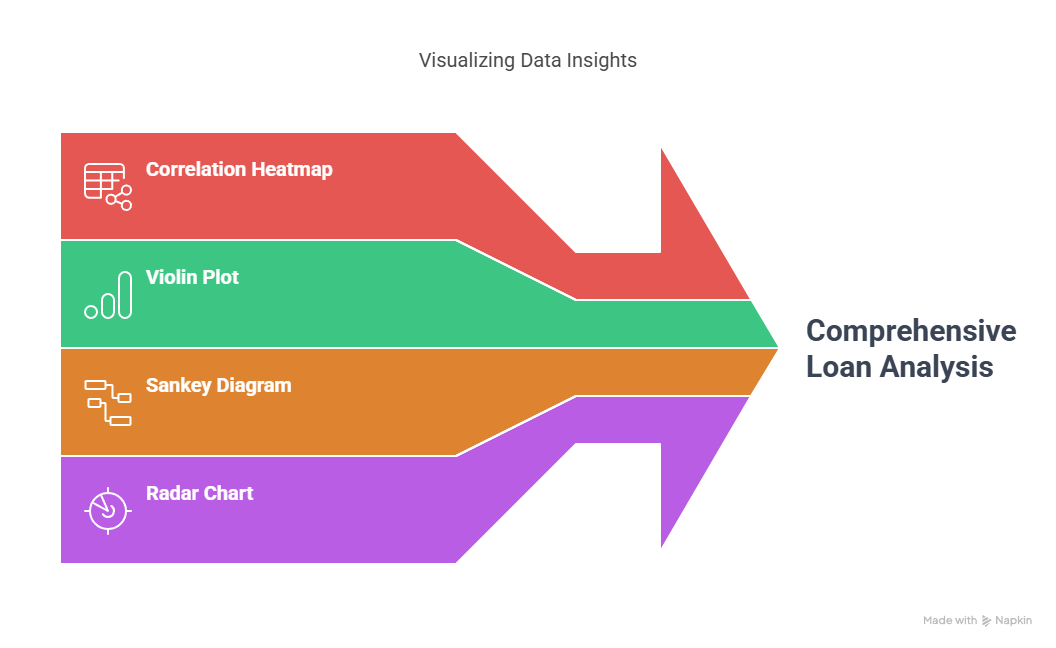 Visualizing Data Insights
Correlation Heatmap
Violin Plot
Sankey Diagram
Radar Chart
Comprehensive
Loan Analysis
Made with Napkin